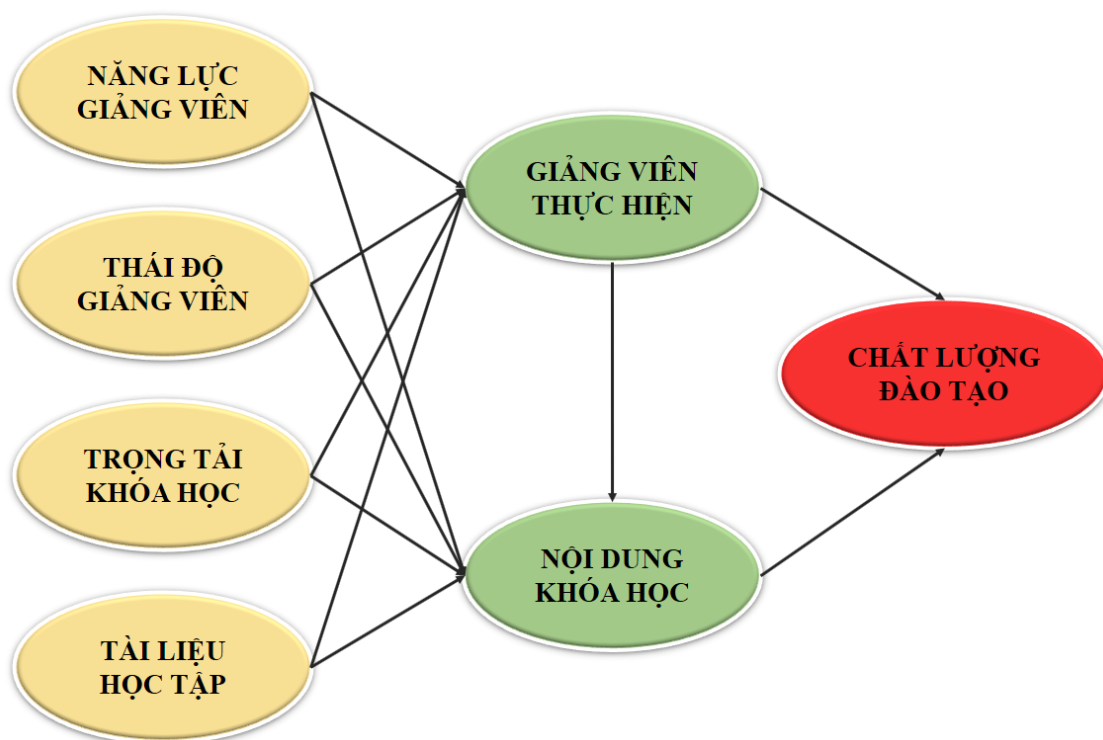 NĂNG LỰC
GIẢNG VIÊN
THÁI ĐỘ
GIẢNG VIÊN
TRỌNG TẢI
KHÓA HỌC
TÀI LIỆU
HỌC TẬP
GIẢNG VIÊN
THỰC HIỆN
NỘI DUNG
KHÓA HỌC
CHẤT LƯỢNG
ĐÀO TẠO